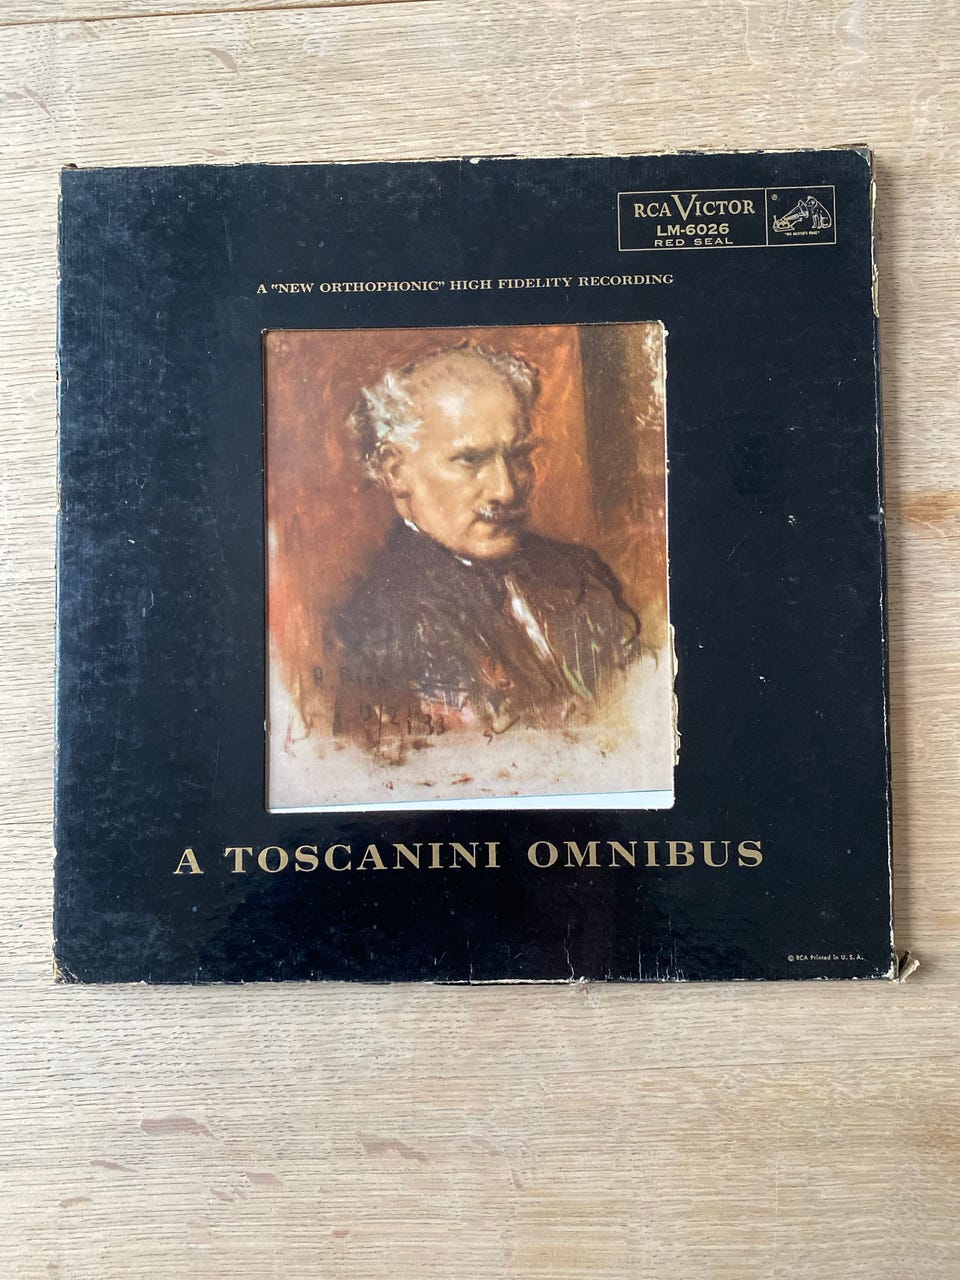 RCA VICTOR
LM-6026
RED SEAL
®
"HIS MASTER'S VOICE"
A "NEW ORTHOPHONIC" HIGH FIDELITY RECORDING
A TOSCANINI OMNIBUS
© RCA Printed in U. S. A.